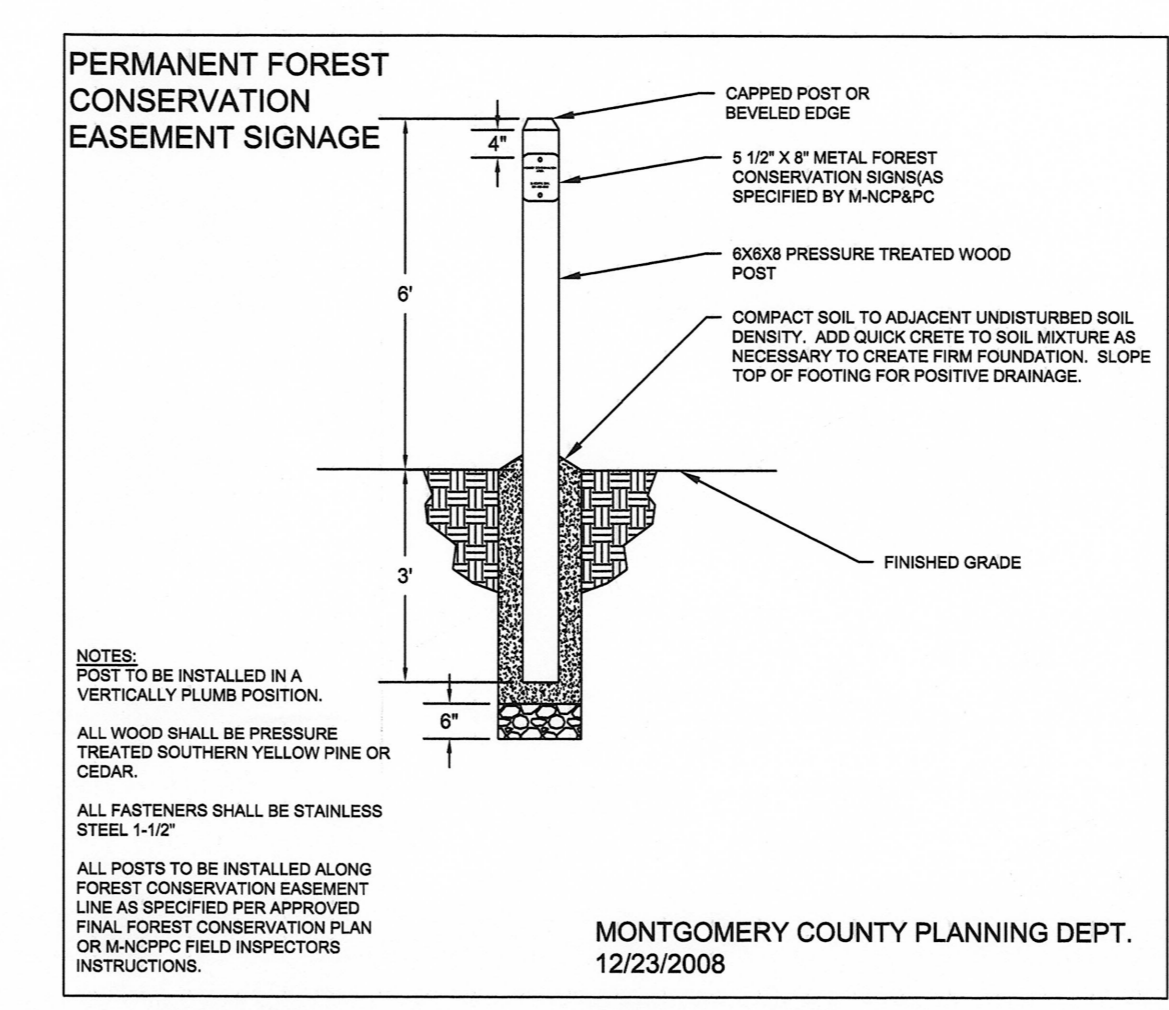 PERMANENT FOREST
CONSERVATION
EASEMENT SIGNAGE
CAPPED POST OR
BEVELED EDGE
4"
5 1/2" X 8" METAL FOREST
CONSERVATION SIGNS(AS
SPECIFIED BY M-NCP&PC
6X6X8 PRESSURE TREATED WOOD
POST
6'
COMPACT SOIL TO ADJACENT UNDISTURBED SOIL
DENSITY. ADD QUICK CRETE TO SOIL MIXTURE AS
NECESSARY TO CREATE FIRM FOUNDATION. SLOPE
TOP OF FOOTING FOR POSITIVE DRAINAGE.
FINISHED GRADE
3'
6"
NOTES:
POST TO BE INSTALLED IN A
VERTICALLY PLUMB POSITION.
ALL WOOD SHALL BE PRESSURE
TREATED SOUTHERN YELLOW PINE OR
CEDAR.
ALL FASTENERS SHALL BE STAINLESS
STEEL 1-1/2"
ALL POSTS TO BE INSTALLED ALONG
FOREST CONSERVATION EASEMENT
LINE AS SPECIFIED PER APPROVED
FINAL FOREST CONSERVATION PLAN
OR M-NCPPC FIELD INSPECTORS
INSTRUCTIONS.
MONTGOMERY COUNTY PLANNING DEPT.
12/23/2008